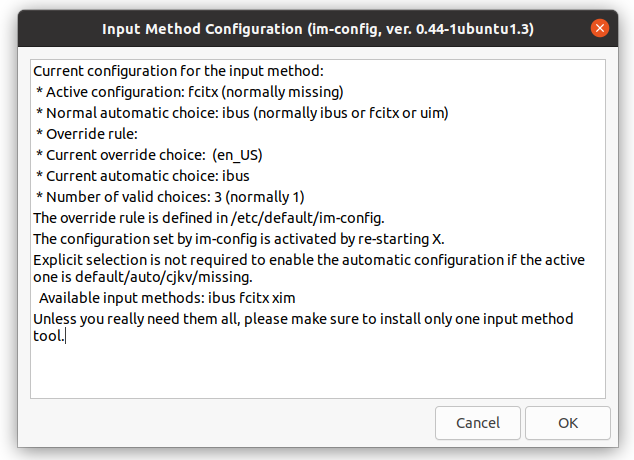 Input Method Configuration (im-config, ver. 0.44-1ubuntu1.3)
Current configuration for the input method:
* Active configuration: fcitx (normally missing)
* Normal automatic choice: ibus (normally ibus or fcitx or uim)
* Override rule:
* Current override choice:  (en_US)
* Current automatic choice: ibus
* Number of valid choices: 3 (normally 1)
The override rule is defined in /etc/default/im-config.
The configuration set by im-config is activated by re-starting X.
Explicit selection is not required to enable the automatic configuration if the active
one is default/auto/cjkv/missing.
Available input methods: ibus fcitx xim
Unless you really need them all, please make sure to install only one input method
tool.
Cancel
OK